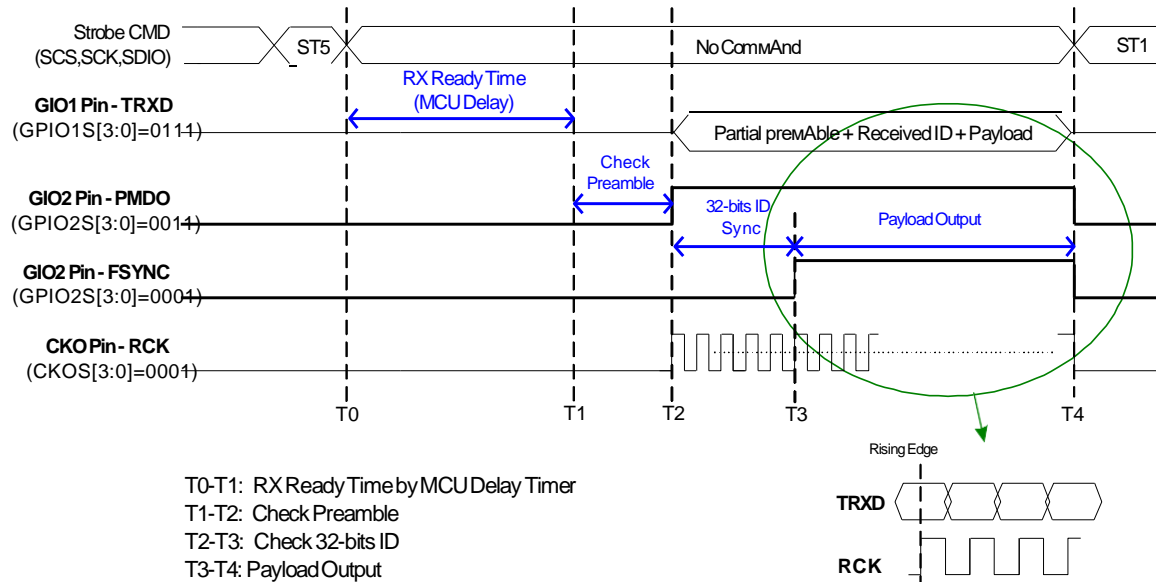 Strobe CMD
(SCS,SCK,SDIO)
ST5
No CommAnd
ST1
RX Ready Time
(MCU Delay)
GIO1 Pin - TRXD
(GPIO1S[3:0]=0111)
Partial premAble + Received ID + Payload
Check
Preamble
GIO2 Pin - PMDO
(GPIO2S[3:0]=0011)
32-bits ID
Sync
Payload Output
GIO2 Pin - FSYNC
(GPIO2S[3:0]=0001)
CKO Pin - RCK
(CKOS[3:0]=0001)
T0
T1
T2
T3
T4
Rising Edge
T0-T1: RX Ready Time by MCU Delay Timer
T1-T2: Check Preamble
T2-T3: Check 32-bits ID
T3-T4: Payload Output
TRXD
RCK